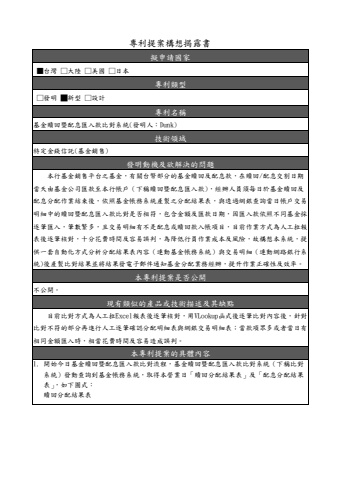 專利提案構想揭露書
擬申請國家
■台灣 □大陸 □美國 □日本
專利類型
□發明 ■新型 □設計
專利名稱
基金贖回暨配息匯入款比對系統(發明人：Dunk)
技術領域
特定金錢信託(基金銷售)
發明動機及欲解決的問題
本行基金銷售平台之基金，有關台幣部分的基金贖回及配息款，在贖回/配息交割日期
當天由基金公司匯款至本行帳戶（下稱贖回暨配息匯入款)，經辦人員須每日於基金贖回及
配息分配作業結束後，依照基金帳務系統產製之分配結果表，與透過網銀查詢當日帳戶交易
明細中的贖回暨配息匯入款比對是否相符，包含金額及匯款日期，因匯入款依照不同基金採
逐筆匯入，筆數繁多，且交易明細有不是配息或贖回款入帳項目，目前作業方式為人工抽報
表後逐筆核對，十分花費時間及容易誤判，為降低行員作業成本及風險，故構想本系統，提
供一套自動化方式分析分配結果表內容（連動基金帳務系統）與交易明細（連動網路銀行系
統)後產製比對結果並將結果發電子郵件通知基金分配業務經辦，提升作業正確性及效率。
本專利提案是否公開
不公開。
現有類似的產品或技術描述及其缺點
目前比對方式為人工抽Excel報表後逐筆核對，用Vlookup函式後逐筆比對內容後，針對
比對不符的部分再進行人工逐筆確認分配明細表與網銀交易明細表；當款項眾多或者當日有
相同金額匯入時，相當花費時間及容易造成誤判。
本專利提案的具體內容
1. 開始今日基金贖回暨配息匯入款比對流程，基金贖回暨配息匯入款比對系統（下稱比對
系統）發動查詢到基金帳務系統，取得本營業日「贖回分配結果表」及「配息分配結果
表」，如下圖式：
贖回分配結果表